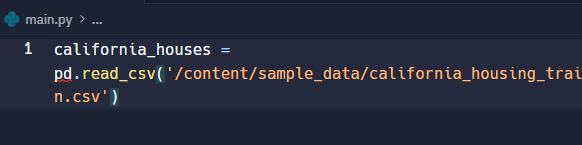 main.py > ...
1 california_houses =
pd.read_csv('/content/sample_data/california_housing_trai
n.csv')